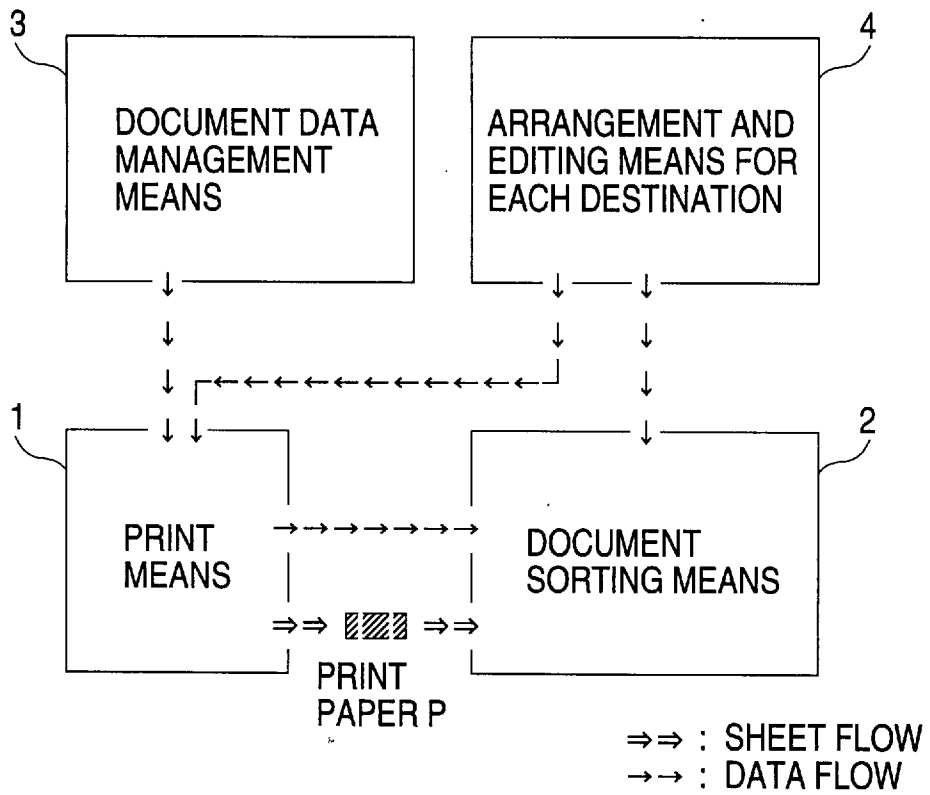 3
4
DOCUMENT DATA
MANAGEMENT
MEANS
ARRANGEMENT AND
EDITING MEANS FOR
EACH DESTINATION
1
2
PRINT
MEANS
DOCUMENT
SORTING MEANS
PRINT
PAPER P
⇒⇒ : SHEET FLOW
→→ : DATA FLOW